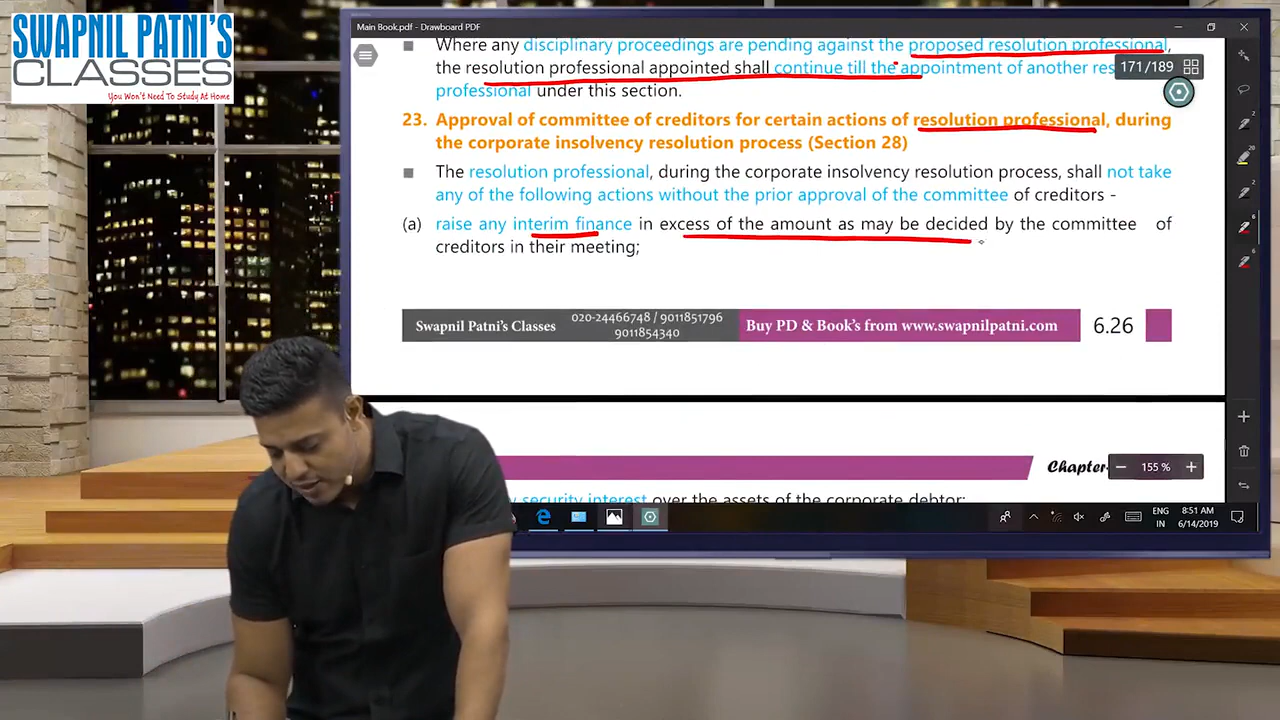 SWAPNIL PATNI'S
CLASSES
You Won't Need To Study At Home
Main Book.pdf - Drawboard PDF
Where any disciplinary proceedings are pending against the proposed resolution professional,
the resolution professional appointed shall continue till the appointment of another res
professional under this section.
171/189
23. Approval of committee of creditors for certain actions of resolution professional, during
the corporate insolvency resolution process (Section 28)
The resolution professional, during the corporate insolvency resolution process, shall not take
any of the following actions without the prior approval of the committee of creditors -
(a) raise any interim finance in excess of the amount as may be decided by the committee of
creditors in their meeting;
Swapnil Patni's Classes
020-24466748 / 9011851796
9011854340
Buy PD & Book's from www.swapnilpatni.com
6.26
Chapter
155 %
security interest over the assets of the corporate debtor;
ENG
IN
8:51 AM
6/14/2019